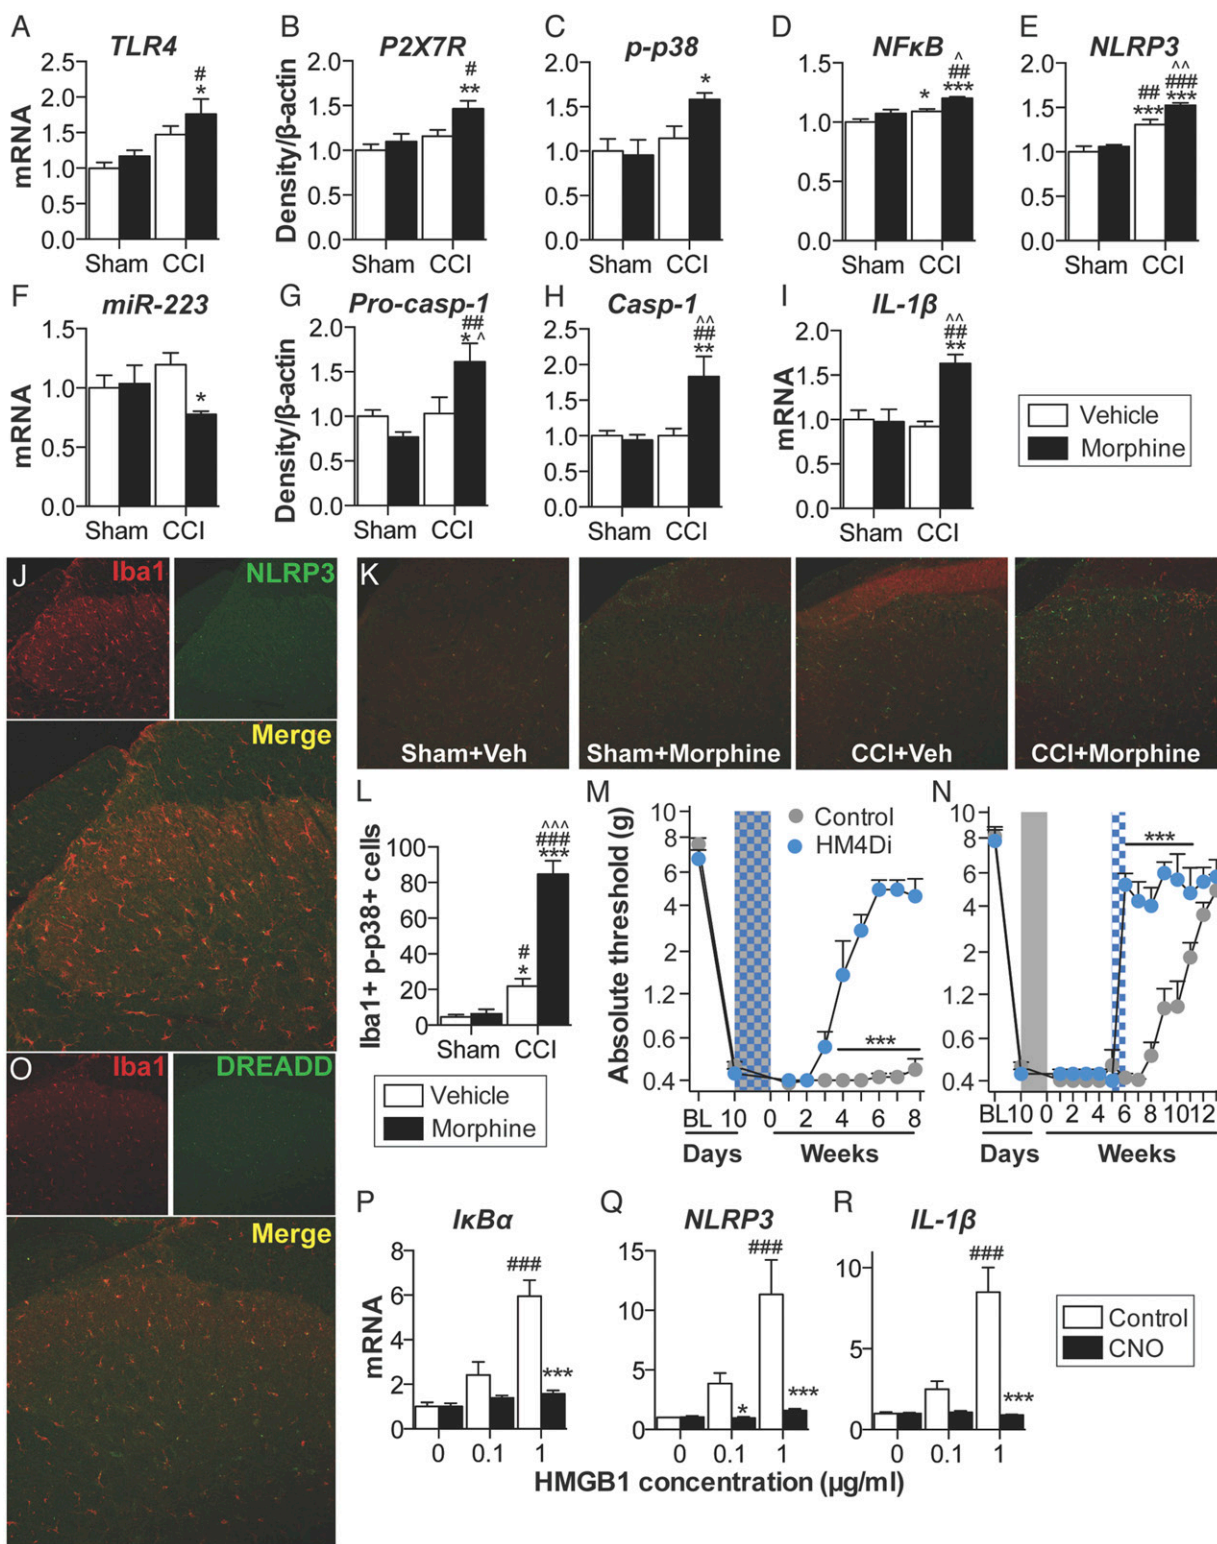 A TLR4
mRNA
2.5
2.0
1.5
1.0
0.5
0.0
#
*
Sham CCI
B P2X7R
Density/β-actin
2.0
1.5
1.0
0.5
0.0
#
**
Sham CCI
C p-p38
2.0
1.5
1.0
0.5
0.0
*
Sham CCI
D NFκB
1.5
1.0
0.5
0.0
*
^
##
***
Sham CCI
E NLRP3
2.0
1.5
1.0
0.5
0.0
##
***
^^
###
***
Sham CCI
F miR-223
mRNA
1.5
1.0
0.5
0.0
*
Sham CCI
G Pro-casp-1
Density/β-actin
2.0
1.5
1.0
0.5
0.0
##
* ^
Sham CCI
H Casp-1
2.5
2.0
1.5
1.0
0.5
0.0
^^
##
**
Sham CCI
I IL-1β
mRNA
2.0
1.5
1.0
0.5
0.0
^^
##
**
Sham CCI
Vehicle
Morphine
J Iba1 NLRP3
Merge
K
Sham+Veh Sham+Morphine CCI+Veh CCI+Morphine
L
Iba1+ p-p38+ cells
100
80
60
40
20
0
#
*
^^^
###
***
Sham CCI
Vehicle
Morphine
M
Absolute threshold (g)
10
8
6
4
2
1.2
0.6
0.4
Control
HM4Di
***
BL 10 0 2 4 6 8
Days Weeks
N
10
8
6
4
2
1.2
0.6
0.4
***
BL 10 0 2 4 6 8 10 12
Days Weeks
O Iba1 DREADD
Merge
P IκBα
mRNA
8
6
4
2
0
###
***
0 0.1 1
Q NLRP3
15
10
5
0
*
###
***
0 0.1 1
R IL-1β
10
5
0
###
***
0 0.1 1
HMGB1 concentration (µg/ml)
Control
CNO